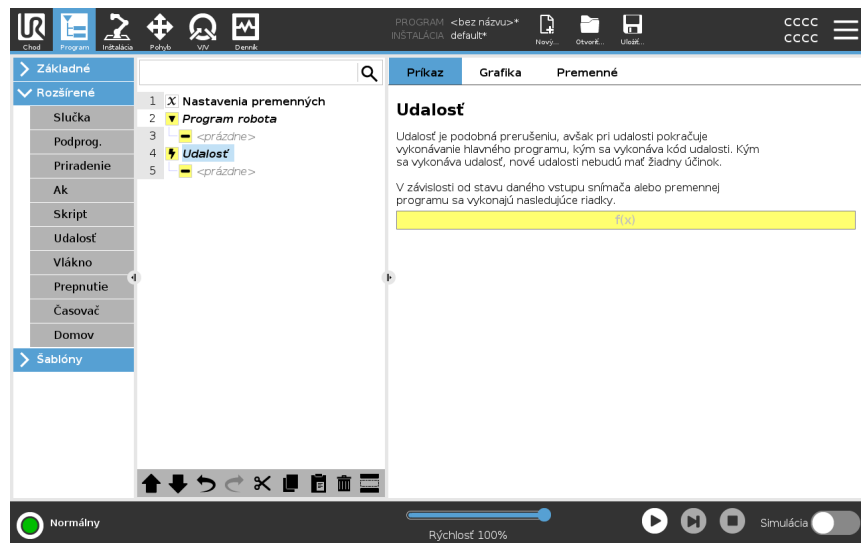 PROGRAM <bez názvu>*
INŠTALÁCIA default*
Chod
Program
Inštalácia
Pohyb
V/V
Denník
Nový...
Otvoriť...
Uložiť...
CCCC
CCCC
Základné
Rozšírené
Slučka
Podprog.
Priradenie
Ak
Skript
Udalosť
Vlákno
Prepnutie
Časovač
Domov
Šablóny
1 X Nastavenia premenných
2 Program robota
3 <prázdne>
4 Udalosť
5 <prázdne>
Príkaz Grafika Premenné
Udalosť
Udalosť je podobná prerušeniu, avšak pri udalosti pokračuje
vykonávanie hlavného programu, kým sa vykonáva kód udalosti. Kým
sa vykonáva udalosť, nové udalosti nebudú mať žiadny účinok.
V závislosti od stavu daného vstupu snímača alebo premennej
programu sa vykonajú nasledujúce riadky.
f(x)
Normálny
Rýchlosť 100%
Simulácia